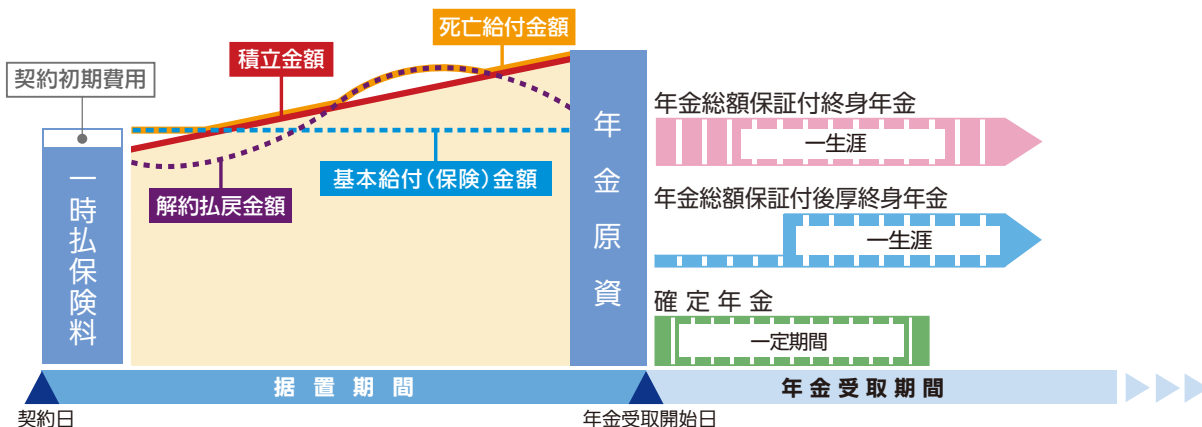 死亡給付金額
積立金額
契約初期費用
一時払保険料
解約払戻金額
基本給付(保険)金額
年金原資
年金総額保証付終身年金
一生涯
年金総額保証付後厚終身年金
一生涯
確定年金
一定期間
据置期間
年金受取期間
契約日
年金受取開始日